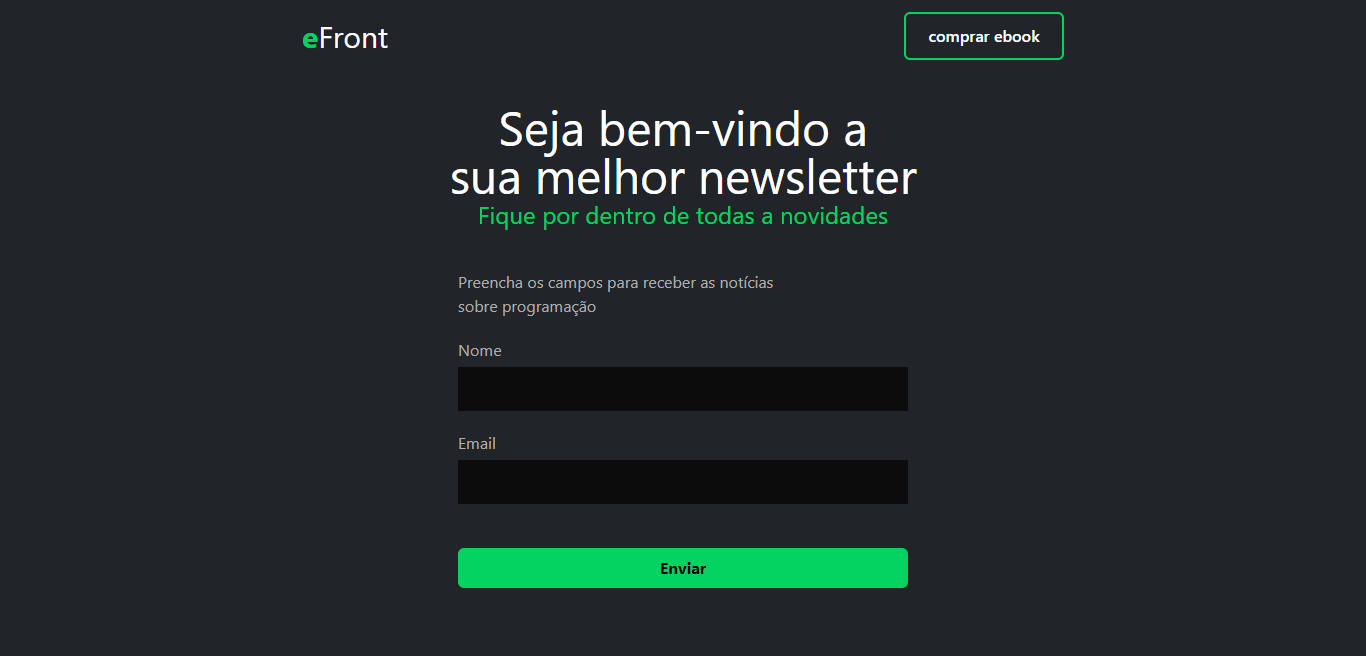 eFront
comprar ebook
Seja bem-vindo a
sua melhor newsletter
Fique por dentro de todas a novidades
Preencha os campos para receber as notícias
sobre programação
Nome
Email
Enviar